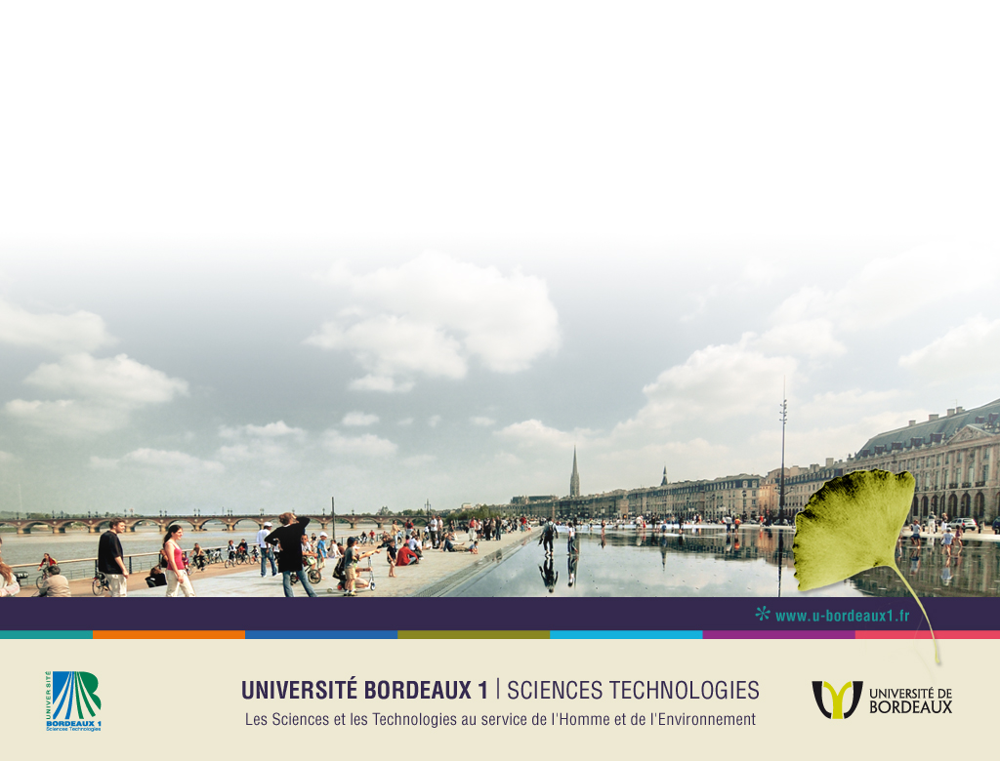 * www.u-bordeaux1.fr
UNIVERSITÉ
BORDEAUX 1
Sciences Technologies
UNIVERSITÉ BORDEAUX 1 | SCIENCES TECHNOLOGIES
Les Sciences et les Technologies au service de l'Homme et de l'Environnement
UNIVERSITÉ DE
BORDEAUX